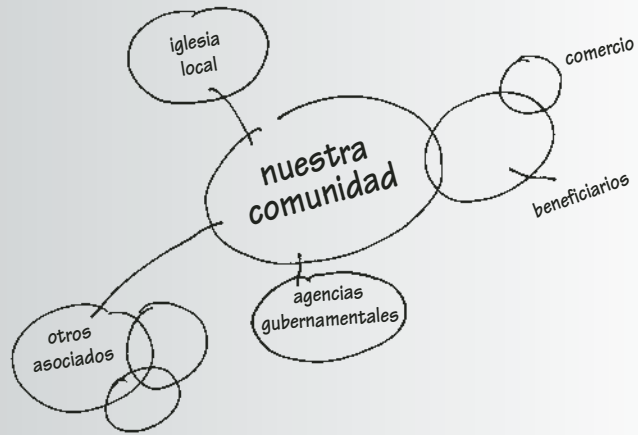 iglesia
local
comercio
nuestra
comunidad
beneficiarios
agencias
gubernamentales
otros
asociados